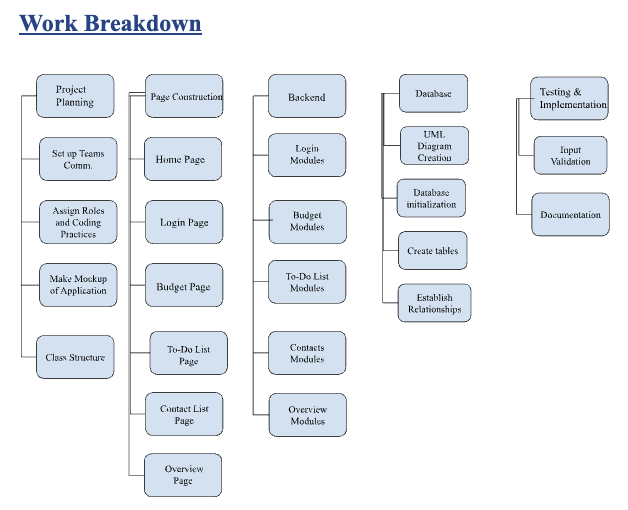 Work Breakdown
Project
Planning
Set up Teams
Comm.
Assign Roles
and Coding
Practices
Make Mockup
of Application
Class Structure
Page Construction
Home Page
Login Page
Budget Page
To-Do List
Page
Contact List
Page
Overview
Page
Backend
Login
Modules
Budget
Modules
To-Do List
Modules
Contacts
Modules
Overview
Modules
Database
UML
Diagram
Creation
Database
initialization
Create tables
Establish
Relationships
Testing &
Implementation
Input
Validation
Documentation